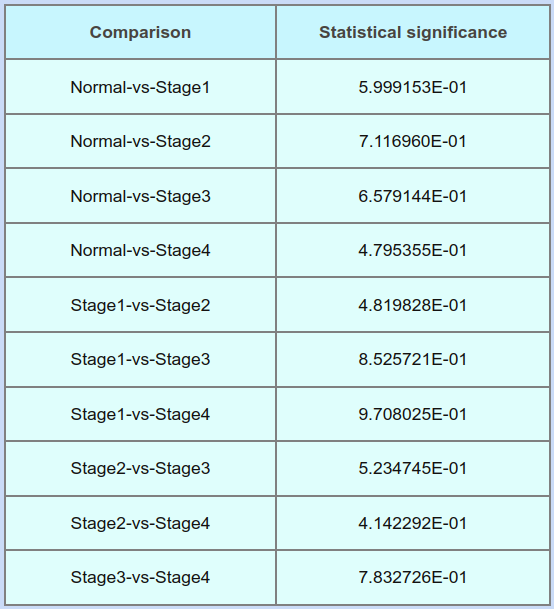 Comparison Statistical significance
Normal-vs-Stage1 5.999153E-01
Normal-vs-Stage2 7.116960E-01
Normal-vs-Stage3 6.579144E-01
Normal-vs-Stage4 4.795355E-01
Stage1-vs-Stage2 4.819828E-01
Stage1-vs-Stage3 8.525721E-01
Stage1-vs-Stage4 9.708025E-01
Stage2-vs-Stage3 5.234745E-01
Stage2-vs-Stage4 4.142292E-01
Stage3-vs-Stage4 7.832726E-01